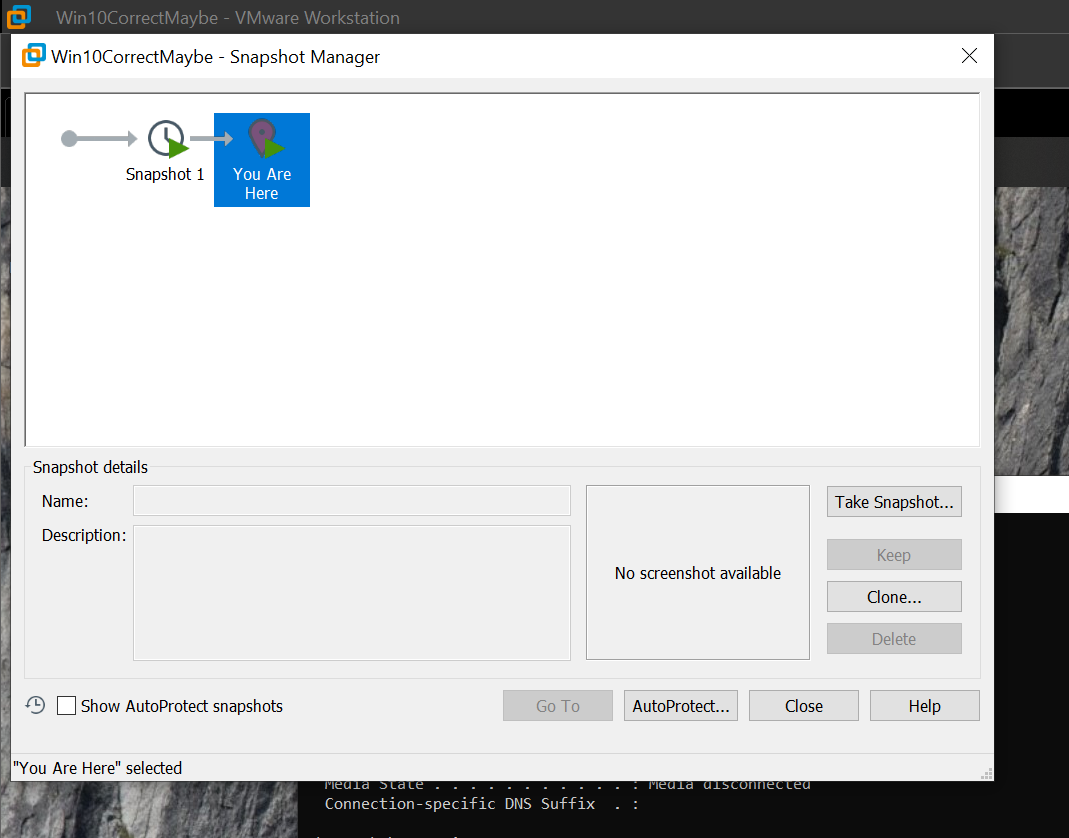 Win10CorrectMaybe - VMware Workstation
Win10CorrectMaybe - Snapshot Manager
Snapshot 1
You Are
Here
Snapshot details
Name:
Description:
No screenshot available
Take Snapshot...
Keep
Clone...
Delete
Show AutoProtect snapshots
Go To
AutoProtect...
Close
Help
"You Are Here" selected
Media State . . . . . . . . . . . : Media disconnected
Connection-specific DNS Suffix  . :